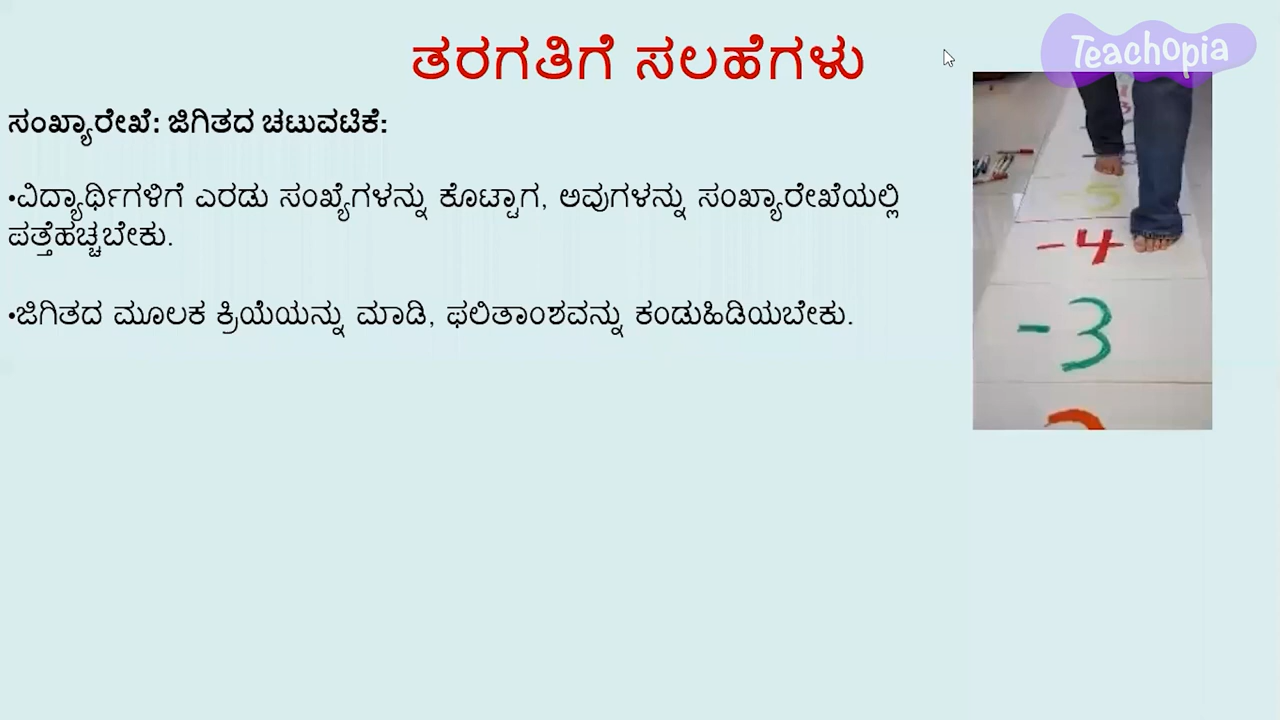 ತರಗತಿಗೆ ಸಲಹೆಗಳು
Teachopia
ಸಂಖ್ಯಾರೇಖೆ: ಜಿಗಿತದ ಚಟುವಟಿಕೆ:
•ವಿದ್ಯಾರ್ಥಿಗಳಿಗೆ ಎರಡು ಸಂಖ್ಯೆಗಳನ್ನು ಕೊಟ್ಟಾಗ, ಅವುಗಳನ್ನು ಸಂಖ್ಯಾರೇಖೆಯಲ್ಲಿ
ಪತ್ತೆಹಚ್ಚಬೇಕು.
•ಜಿಗಿತದ ಮೂಲಕ ಕ್ರಿಯೆಯನ್ನು ಮಾಡಿ, ಫಲಿತಾಂಶವನ್ನು ಕಂಡುಹಿಡಿಯಬೇಕು.
-5
-4
-3